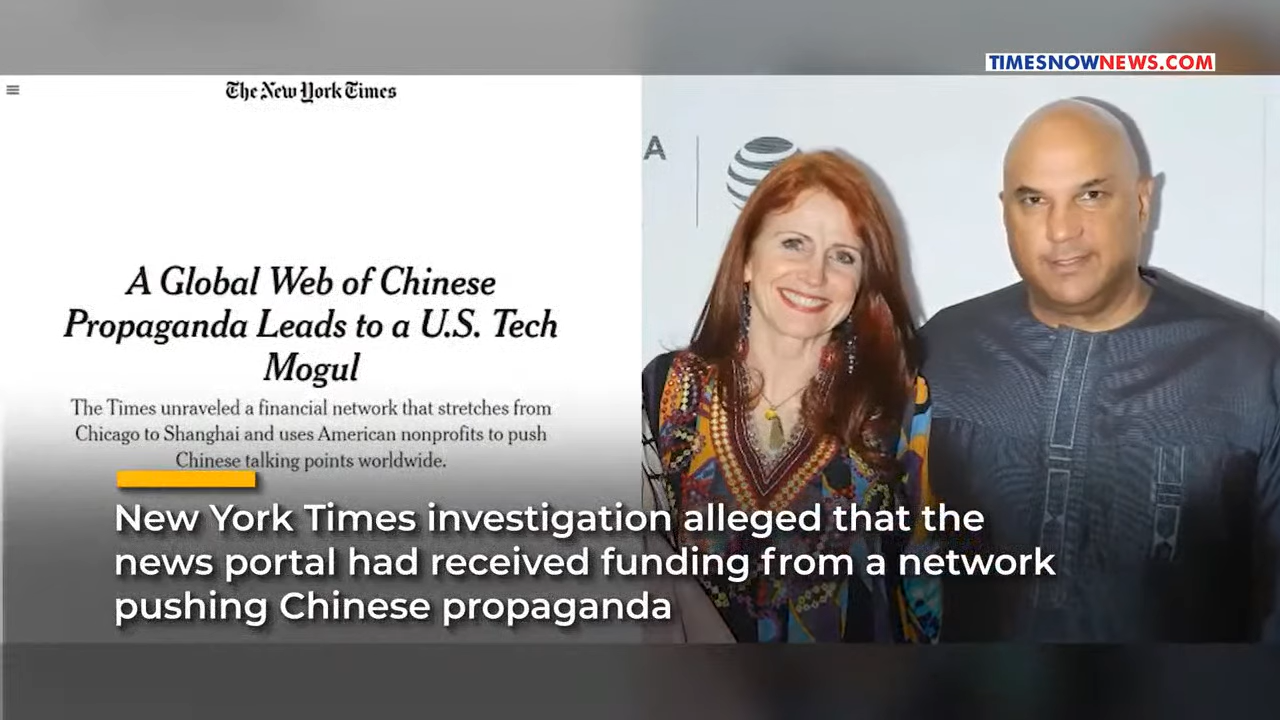 TIMESNOWNEWS.COM
The New York Times
A
A Global Web of Chinese
Propaganda Leads to a U.S. Tech
Mogul
The Times unraveled a financial network that stretches from
Chicago to Shanghai and uses American nonprofits to push
Chinese talking points worldwide.
New York Times investigation alleged that the
news portal had received funding from a network
pushing Chinese propaganda